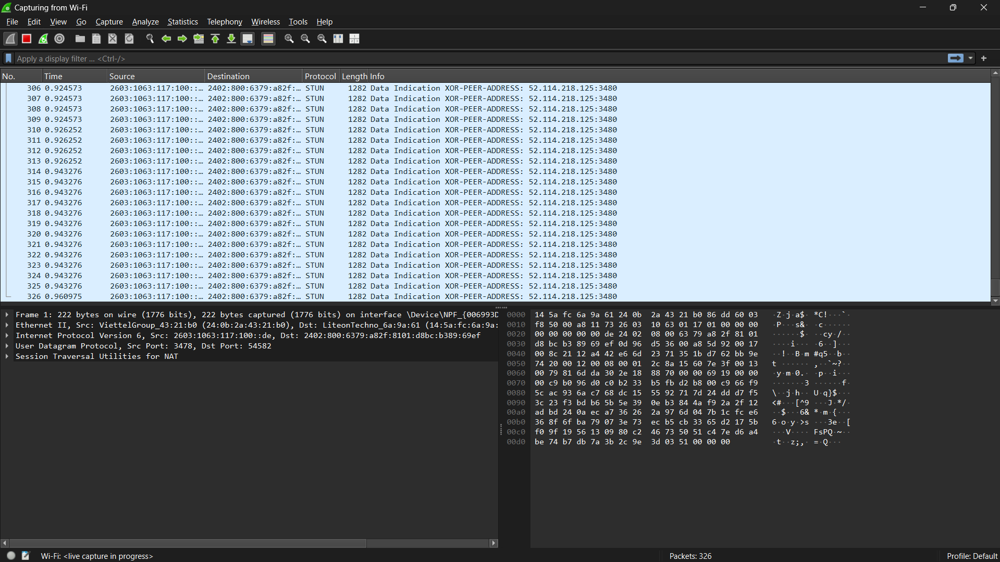 Capturing from Wi-Fi
File Edit View Go Capture Analyze Statistics Telephony Wireless Tools Help
Apply a display filter ... <Ctrl-/>
No. Time Source Destination Protocol Length Info
306 0.924573 2603:1063:117:100::… 2402:800:6379:a82f:… STUN 1282 Data Indication XOR-PEER-ADDRESS: 52.114.218.125:3480
307 0.924573 2603:1063:117:100::… 2402:800:6379:a82f:… STUN 1282 Data Indication XOR-PEER-ADDRESS: 52.114.218.125:3480
308 0.924573 2603:1063:117:100::… 2402:800:6379:a82f:… STUN 1282 Data Indication XOR-PEER-ADDRESS: 52.114.218.125:3480
309 0.924573 2603:1063:117:100::… 2402:800:6379:a82f:… STUN 1282 Data Indication XOR-PEER-ADDRESS: 52.114.218.125:3480
310 0.926252 2603:1063:117:100::… 2402:800:6379:a82f:… STUN 1282 Data Indication XOR-PEER-ADDRESS: 52.114.218.125:3480
311 0.926252 2603:1063:117:100::… 2402:800:6379:a82f:… STUN 1282 Data Indication XOR-PEER-ADDRESS: 52.114.218.125:3480
312 0.926252 2603:1063:117:100::… 2402:800:6379:a82f:… STUN 1282 Data Indication XOR-PEER-ADDRESS: 52.114.218.125:3480
313 0.926252 2603:1063:117:100::… 2402:800:6379:a82f:… STUN 1282 Data Indication XOR-PEER-ADDRESS: 52.114.218.125:3480
314 0.943276 2603:1063:117:100::… 2402:800:6379:a82f:… STUN 1282 Data Indication XOR-PEER-ADDRESS: 52.114.218.125:3480
315 0.943276 2603:1063:117:100::… 2402:800:6379:a82f:… STUN 1282 Data Indication XOR-PEER-ADDRESS: 52.114.218.125:3480
316 0.943276 2603:1063:117:100::… 2402:800:6379:a82f:… STUN 1282 Data Indication XOR-PEER-ADDRESS: 52.114.218.125:3480
317 0.943276 2603:1063:117:100::… 2402:800:6379:a82f:… STUN 1282 Data Indication XOR-PEER-ADDRESS: 52.114.218.125:3480
318 0.943276 2603:1063:117:100::… 2402:800:6379:a82f:… STUN 1282 Data Indication XOR-PEER-ADDRESS: 52.114.218.125:3480
319 0.943276 2603:1063:117:100::… 2402:800:6379:a82f:… STUN 1282 Data Indication XOR-PEER-ADDRESS: 52.114.218.125:3480
320 0.943276 2603:1063:117:100::… 2402:800:6379:a82f:… STUN 1282 Data Indication XOR-PEER-ADDRESS: 52.114.218.125:3480
321 0.943276 2603:1063:117:100::… 2402:800:6379:a82f:… STUN 1282 Data Indication XOR-PEER-ADDRESS: 52.114.218.125:3480
322 0.943276 2603:1063:117:100::… 2402:800:6379:a82f:… STUN 1282 Data Indication XOR-PEER-ADDRESS: 52.114.218.125:3480
323 0.943276 2603:1063:117:100::… 2402:800:6379:a82f:… STUN 1282 Data Indication XOR-PEER-ADDRESS: 52.114.218.125:3480
324 0.943276 2603:1063:117:100::… 2402:800:6379:a82f:… STUN 1282 Data Indication XOR-PEER-ADDRESS: 52.114.218.125:3480
325 0.943276 2603:1063:117:100::… 2402:800:6379:a82f:… STUN 1282 Data Indication XOR-PEER-ADDRESS: 52.114.218.125:3480
326 0.960975 2603:1063:117:100::… 2402:800:6379:a82f:… STUN 1282 Data Indication XOR-PEER-ADDRESS: 52.114.218.125:3480
Frame 1: 222 bytes on wire (1776 bits), 222 bytes captured (1776 bits) on interface \Device\NPF_{006993D
Ethernet II, Src: ViettelGroup_43:21:b0 (24:0b:2a:43:21:b0), Dst: LiteonTechno_6a:9a:61 (14:5a:fc:6a:9a:
Internet Protocol Version 6, Src: 2603:1063:117:100::de, Dst: 2402:800:6379:a82f:8101:d8bc:b389:69ef
User Datagram Protocol, Src Port: 3478, Dst Port: 54582
Session Traversal Utilities for NAT
0000 14 5a fc 6a 9a 61 24 0b 2a 43 21 b0 86 dd 60 03 ·Z·j·a$· *C!···`·
0010 f8 50 00 a8 11 73 26 03 10 63 01 17 01 00 00 00 ·P···s&· ·c······
0020 00 00 00 00 00 de 24 02 08 00 63 79 a8 2f 81 01 ······$· ··cy·/··
0030 d8 bc b3 89 69 ef 0d 96 d5 36 00 a8 5d 92 00 17 ····i··· ·6··]···
0040 00 8c 21 12 a4 42 e6 6d 23 71 35 1b d7 62 bb 9e ··!··B·m #q5··b··
0050 74 20 00 12 00 08 00 01 2c 8a 15 60 7e 3f 00 13 t ······ ,··`~?··
0060 00 79 81 6d da 30 2e 18 88 70 00 00 69 19 00 00 ·y·m·0.· ·p··i···
0070 00 c9 b0 96 d0 c0 b2 33 b5 fb d2 b8 00 c9 66 f9 ·······3 ······f·
0080 5c ac 93 6a c7 68 dc 15 55 92 71 7d 24 dd d7 f5 \··j·h·· U·q}$···
0090 3c 23 f3 bd b6 5b 5e 39 0e b3 84 4a f9 2a 2f 12 <#···[^9 ···J·*/·
00a0 ad bd 24 0a ec a7 36 26 2a 97 6d 04 7b 1c fc e6 ··$···6& *·m·{···
00b0 36 8f 6f ba 79 07 3e 73 ec b5 cb 33 65 d2 17 5b 6·o·y·>s ···3e··[
00c0 f0 9f 19 56 13 09 80 c2 46 73 50 51 c4 7e d6 a4 ···V···· FsPQ·~··
00d0 be 74 b7 db 7a 3b 2c 9e 3d 03 51 00 00 00 ·t··z;,· =·Q···
Wi-Fi: <live capture in progress> Packets: 326 Profile: Default